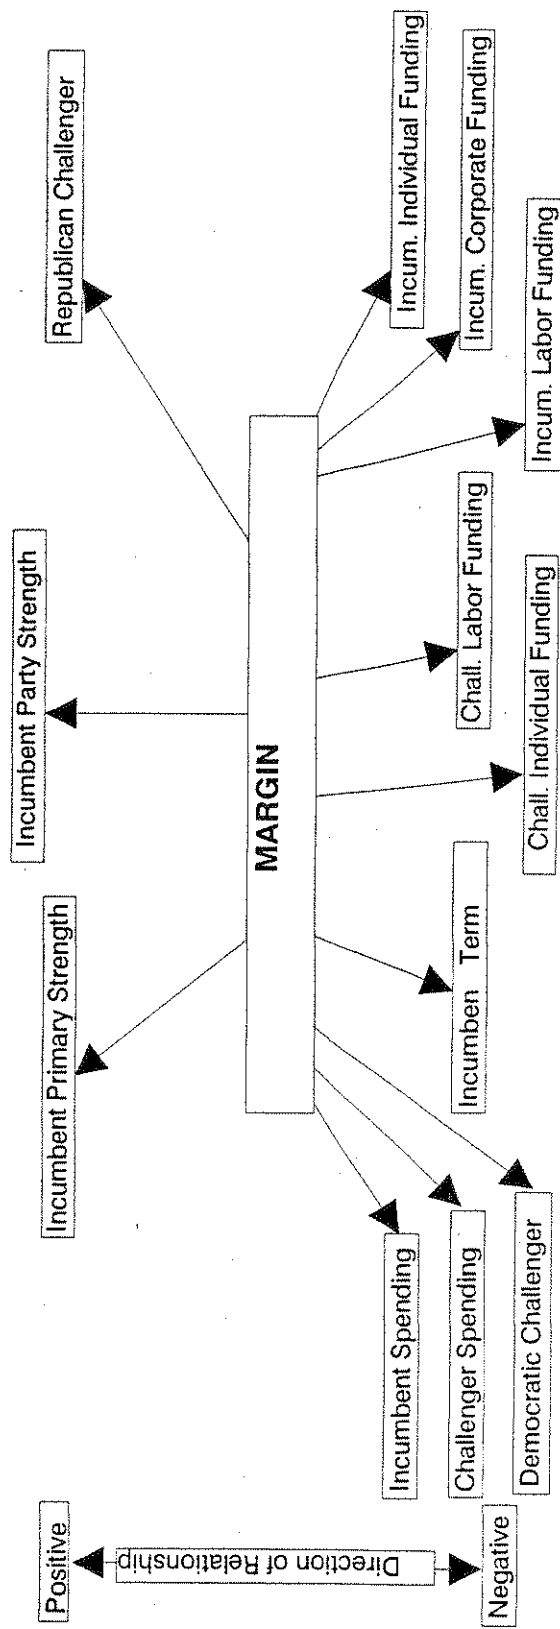 Positive
Direction of Relationship
Negative
Incumbent Primary Strength
Incumbent Party Strength
Republican Challenger
MARGIN
Incumbent Spending
Challenger Spending
Democratic Challenger
Incumben Term
Chall. Individual Funding
Chall. Labor Funding
Incum. Labor Funding
Incum. Corporate Funding
Incum. Individual Funding